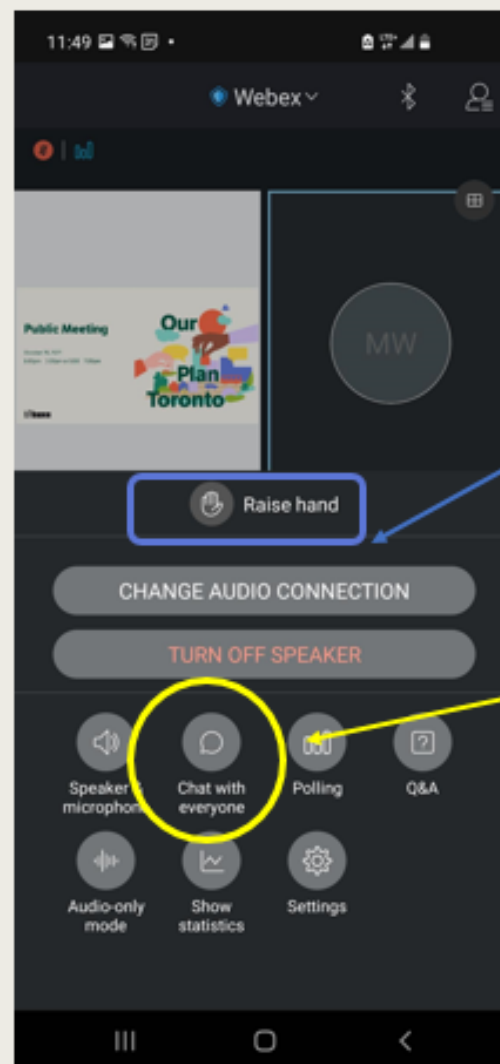 11:49
LTE+
Webex
Public Meeting
Our
Plan
Toronto
MW
Raise hand
CHANGE AUDIO CONNECTION
TURN OFF SPEAKER
Speaker &
microphone
Chat with
everyone
Polling
Q&A
Audio-only
mode
Show
statistics
Settings